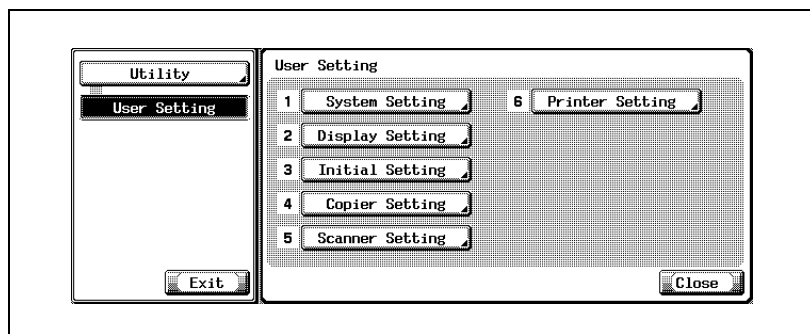 Utility
User Setting
Exit
User Setting
1 System Setting
2 Display Setting
3 Initial Setting
4 Copier Setting
5 Scanner Setting
6 Printer Setting
Close